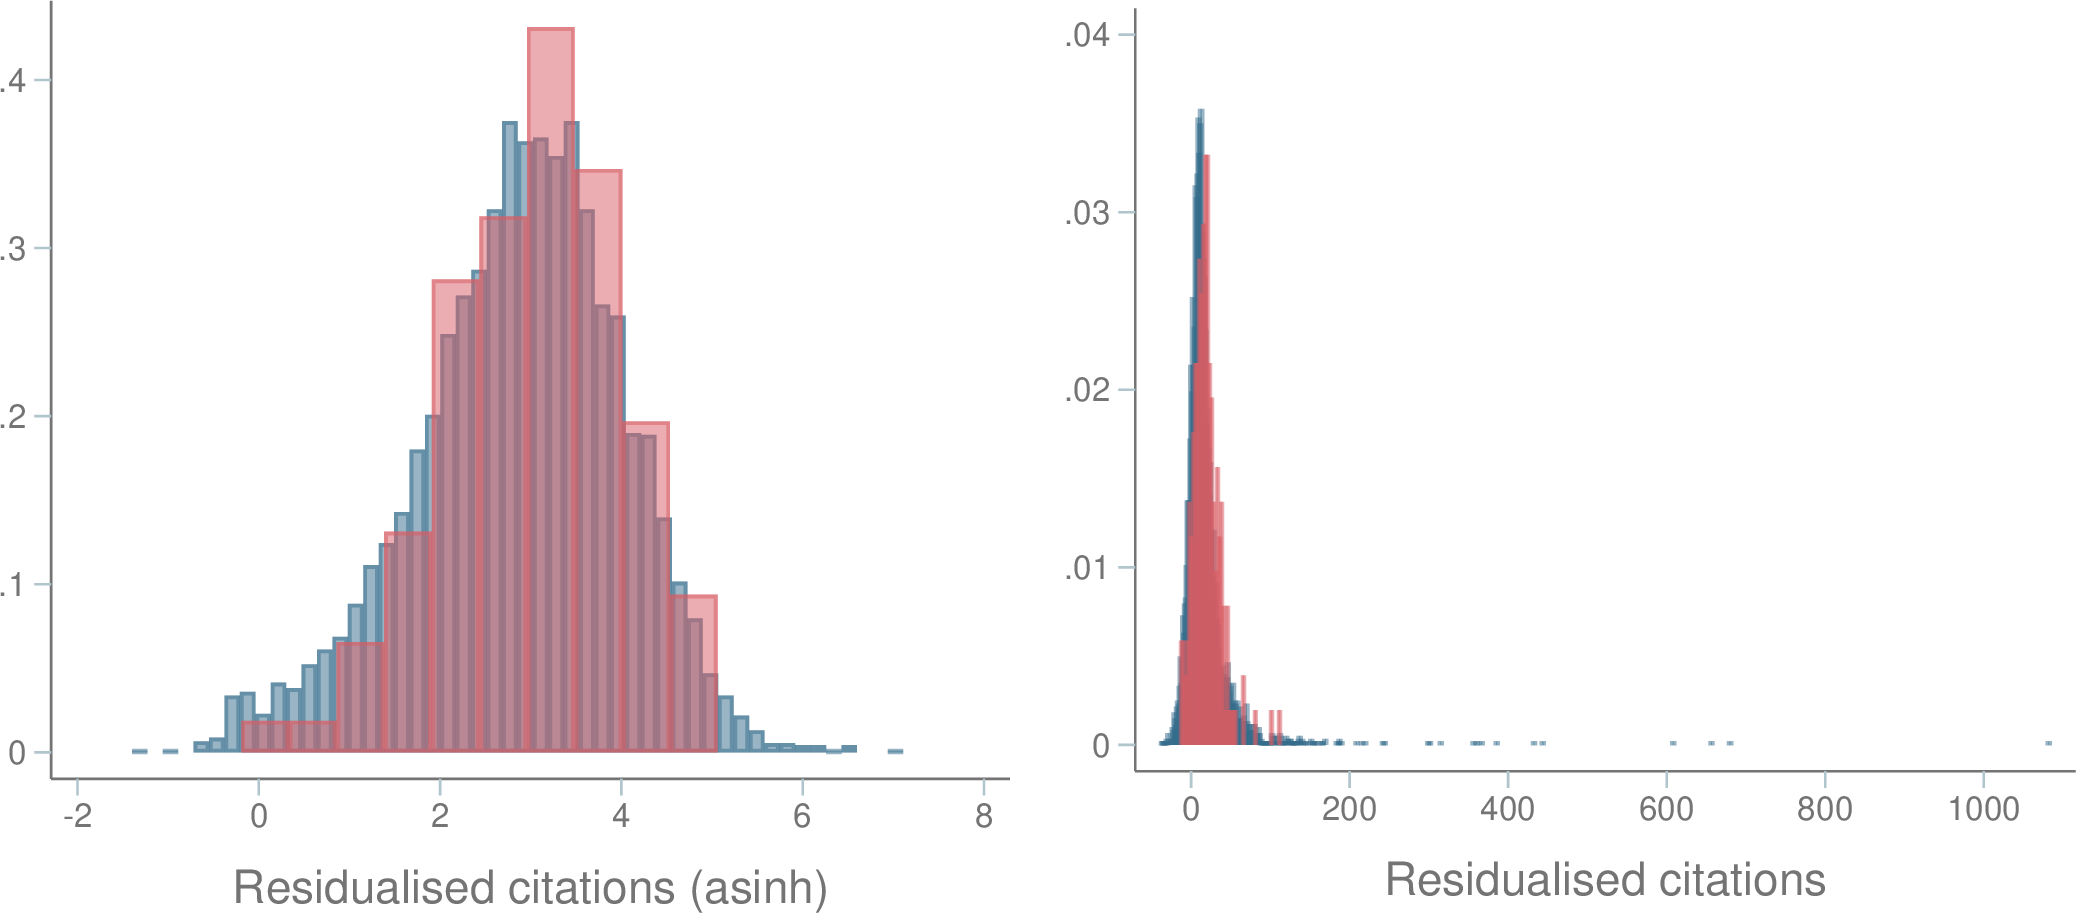 .4
.3
.2
.1
0
-2 0 2 4 6 8
Residualised citations (asinh)
.04
.03
.02
.01
0
0 200 400 600 800 1000
Residualised citations